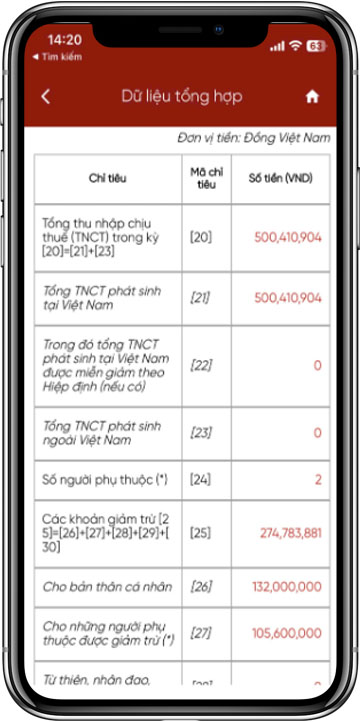 14:20
63
◄ Tìm kiếm
Dữ liệu tổng hợp
Đơn vị tiền: Đồng Việt Nam
Chỉ tiêu
Mã chỉ
tiêu
Số tiền (VND)
Tổng thu nhập chịu
thuế (TNCT) trong kỳ
[20]=[21]+[23]
[20]
500,410,904
Tổng TNCT phát sinh
tại Việt Nam
[21]
500,410,904
Trong đó tổng TNCT
phát sinh tại Việt Nam
được miễn giảm theo
Hiệp định (nếu có)
[22]
0
Tổng TNCT phát sinh
ngoài Việt Nam
[23]
0
Số người phụ thuộc (*)
[24]
2
Các khoản giảm trừ [2
5]=[26]+[27]+[28]+[29]+[
30]
[25]
274,783,881
Cho bản thân cá nhân
[26]
132,000,000
Cho những người phụ
thuộc được giảm trừ (*)
[27]
105,600,000
Từ thiện, nhân đạo,